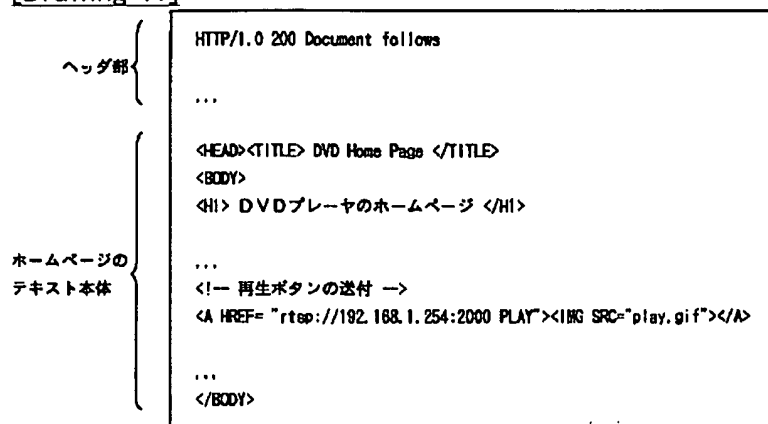 ヘッダ部
HTTP/1.0 200 Document follows
...
ホームページの
テキスト本体
<HEAD><TITLE> DVD Home Page </TITLE>
<BODY>
<H1> DVDプレーヤのホームページ </H1>
...
<!-- 再生ボタンの送付 -->
<A HREF= "rtsp://192.168.1.254:2000 PLAY"><IMG SRC="play.gif"></A>
...
</BODY>